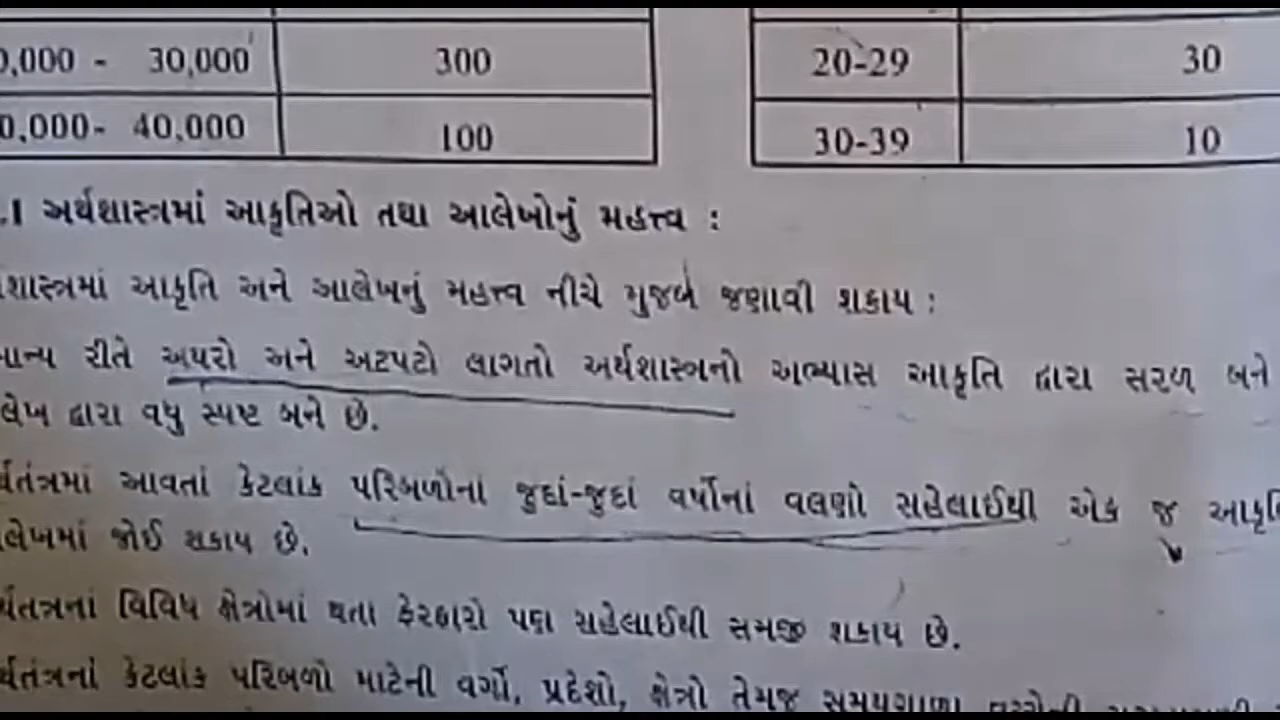 0,000 - 30,000 300 20-29 30
0,000- 40,000 100 30-39 10
.1 અર્થશાસ્ત્રમાં આકૃતિઓ તથા આલેખોનું મહત્ત્વ :
શાસ્ત્રમાં આકૃતિ અને આલેખનું મહત્ત્વ નીચે મુજબ જણાવી શકાય :
માન્ય રીતે અઘરો અને અટપટો લાગતો અર્થશાસ્ત્રનો અભ્યાસ આકૃતિ દ્વારા સરળ બને
લેખ દ્વારા વધુ સ્પષ્ટ બને છે.
ર્થતંત્રમાં આવતાં કેટલાંક પરિબળોનાં જુદાં-જુદાં વર્ષોનાં વલણો સહેલાઈથી એક જ આકૃતિ
લેખમાં જોઈ શકાય છે.
ર્થતંત્રનાં વિવિધ ક્ષેત્રોમાં થતા ફેરફારો પણ સહેલાઈથી સમજી શકાય છે.
ર્થતંત્રનાં કેટલાંક પરિબળો માટેની વર્ગો, પ્રદેશો, ક્ષેત્રો તેમજ સમયગાળા